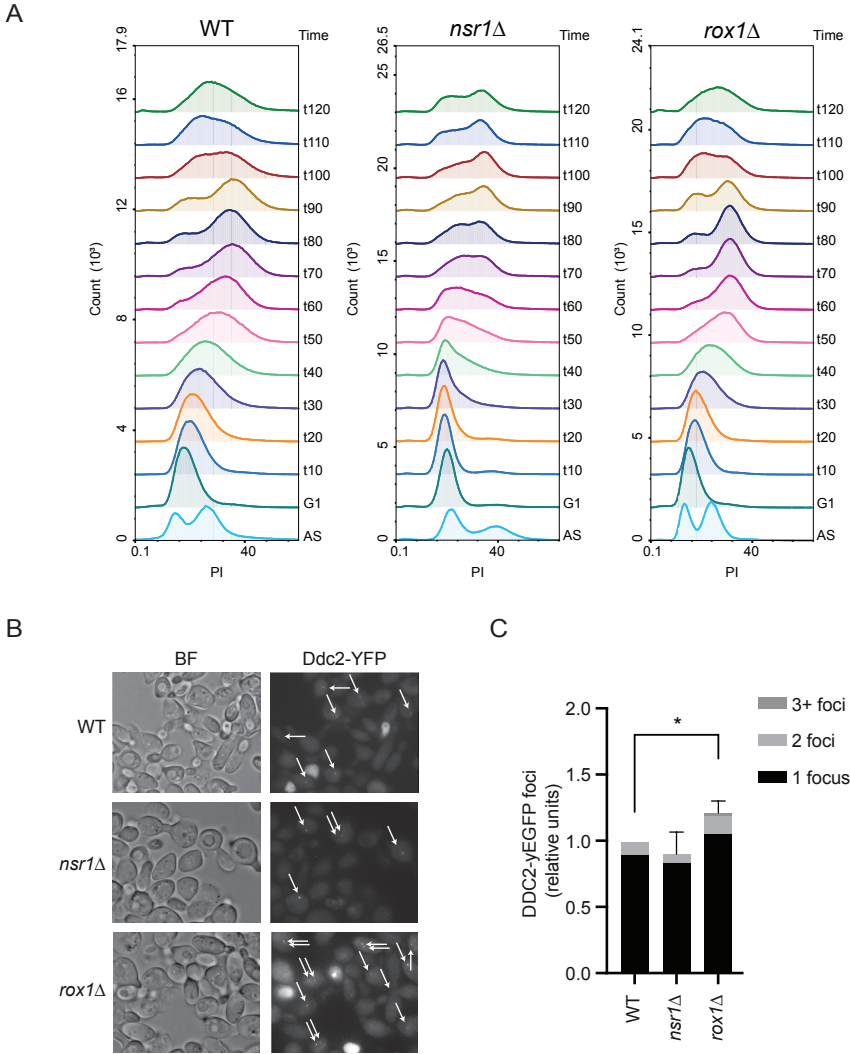 A
WT
Time
17.9
16
12
8
4
0
Count (10³)
t120
t110
t100
t90
t80
t70
t60
t50
t40
t30
t20
t10
G1
AS
0.1
40
PI
nsr1Δ
Time
26.5
25
20
15
10
5
0
Count (10³)
t120
t110
t100
t90
t80
t70
t60
t50
t40
t30
t20
t10
G1
AS
0.1
40
PI
rox1Δ
Time
24.1
20
15
10
5
0
Count (10³)
t120
t110
t100
t90
t80
t70
t60
t50
t40
t30
t20
t10
G1
AS
0.1
40
PI
B
BF
Ddc2-YFP
WT
nsr1Δ
rox1Δ
C
DDC2-yEGFP foci
(relative units)
2.0
1.5
1.0
0.5
0.0
*
3+ foci
2 foci
1 focus
WT
nsr1Δ
rox1Δ